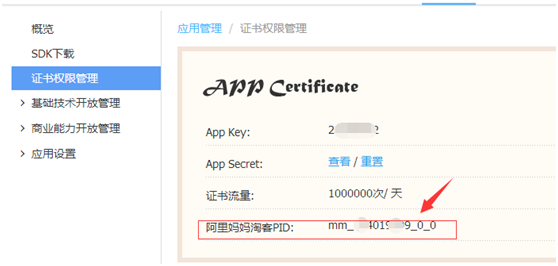 概览
SDK下载
证书权限管理
基础技术开放管理
商业能力开放管理
应用设置
应用管理 / 证书权限管理
APP Certificate
App Key: 2 2
App Secret: 查看 / 重置
证书流量: 1000000次/ 天
阿里妈妈淘客PID: mm_ 4019 9_0_0